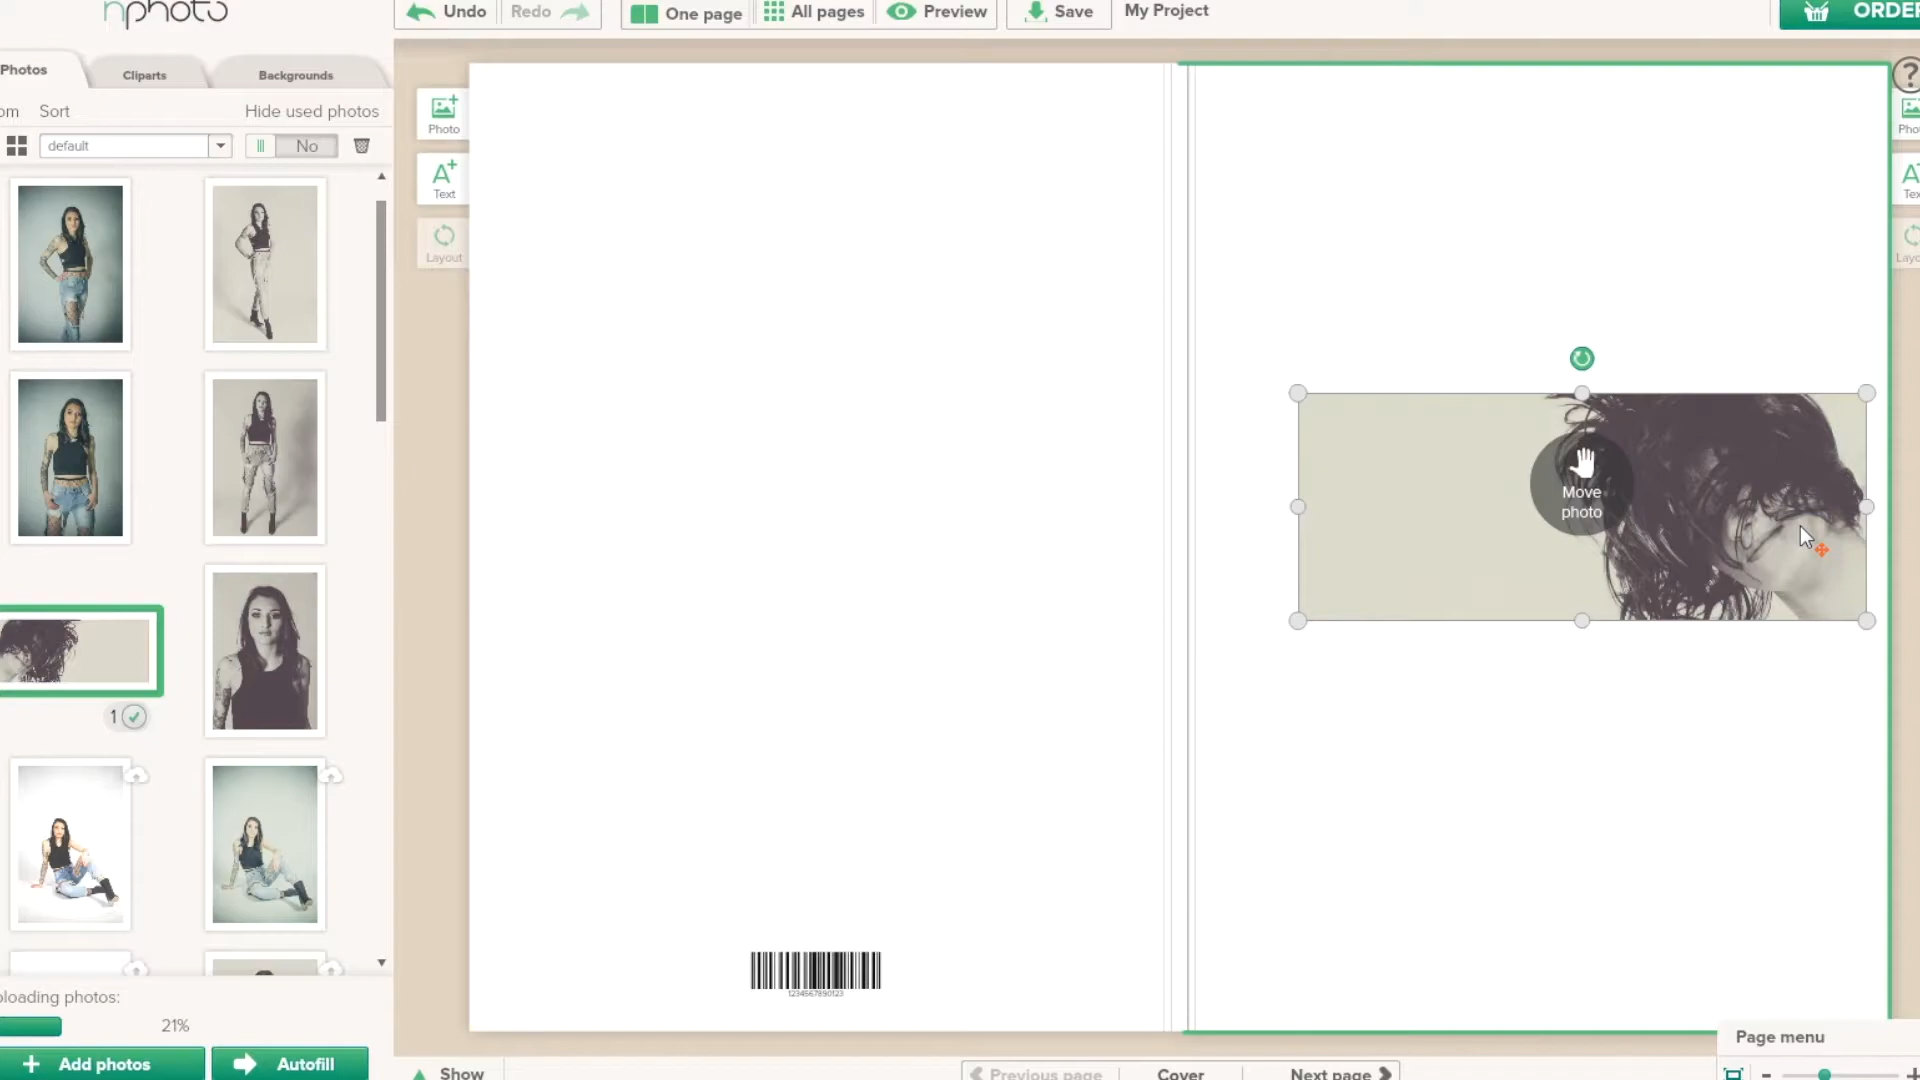 nphoto
Undo
Redo
One page
All pages
Preview
Save
My Project
ORDER
Photos
Cliparts
Backgrounds
Sort
Hide used photos
default
No
Photo
Text
Layout
?
Move
photo
1
1234567890123
loading photos:
21%
Add photos
Autofill
Show
Previous page
Cover
Next page
Page menu